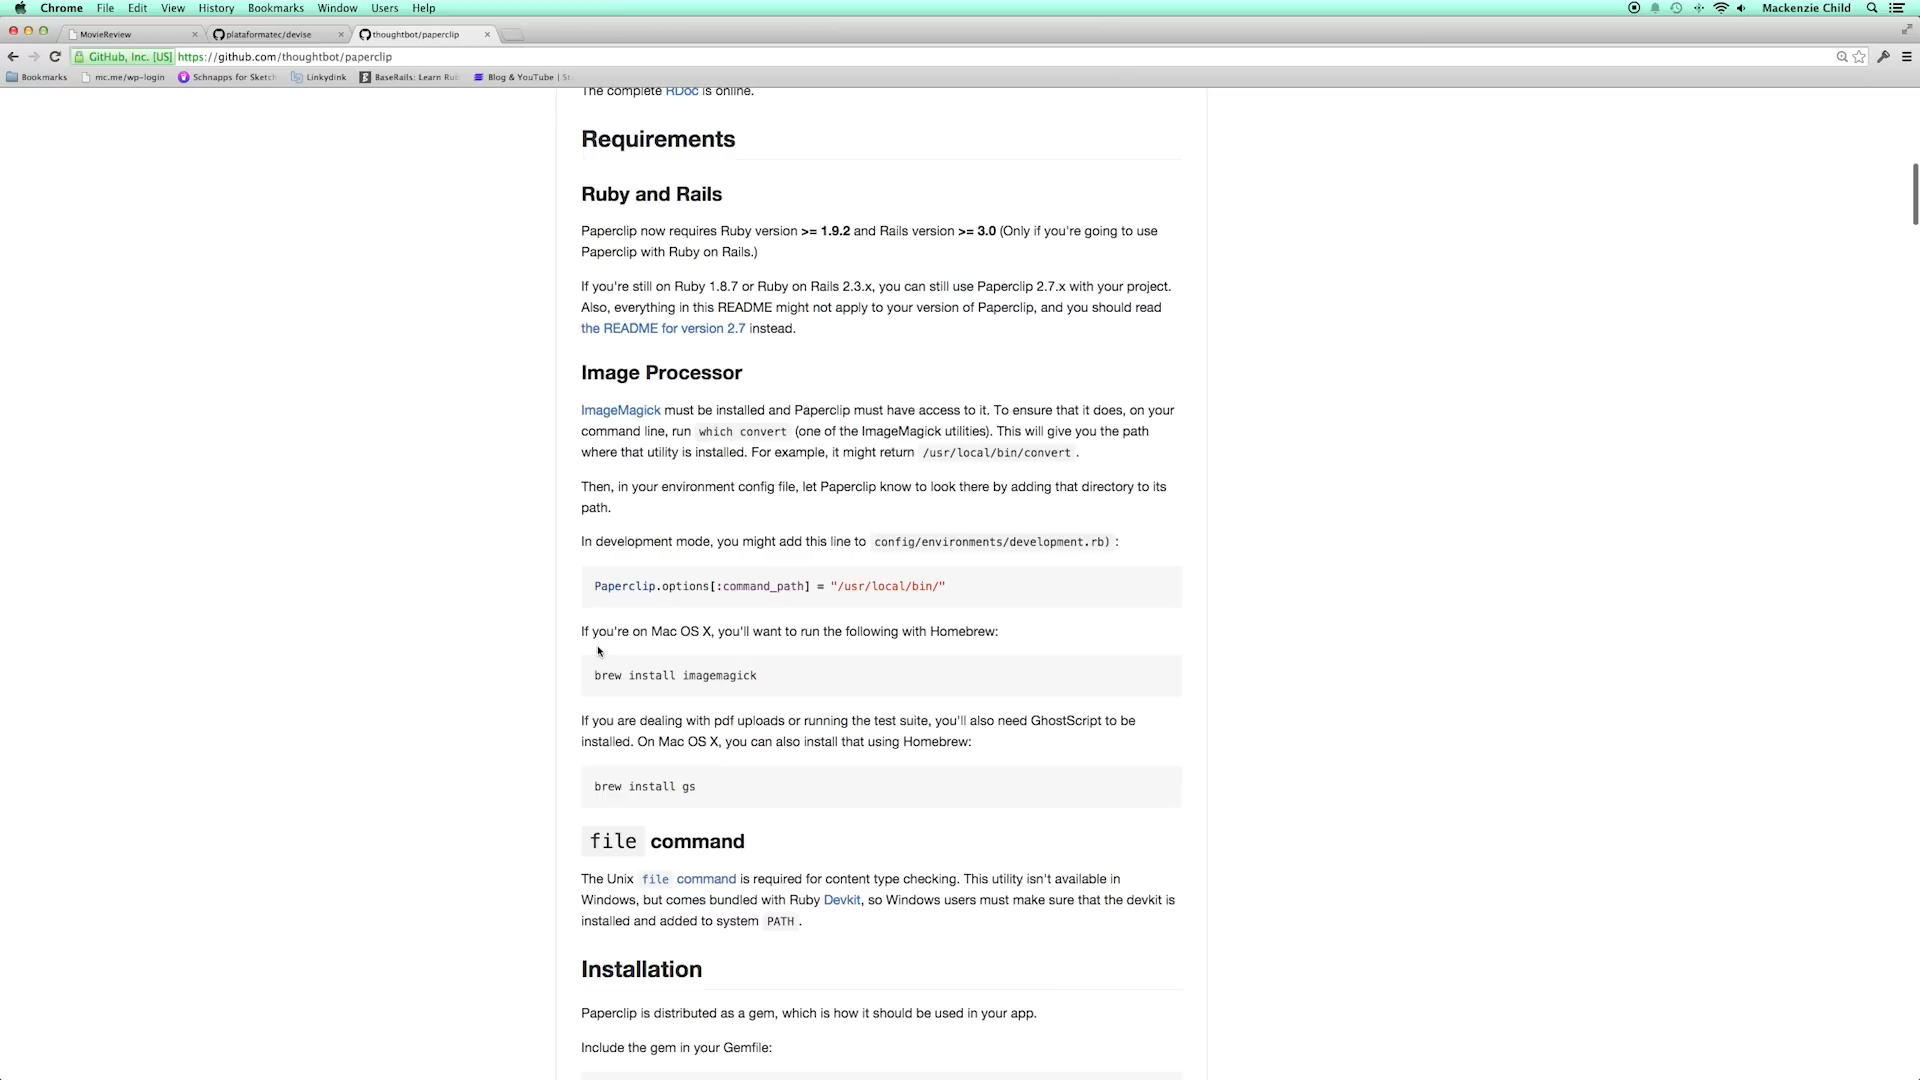 Chrome File Edit View History Bookmarks Window Users Help Mackenzie Child
MovieReview plataformatec/devise thoughtbot/paperclip
GitHub, Inc. [US] https://github.com/thoughtbot/paperclip
Bookmarks mc.me/wp-login Schnapps for Sketch Linkydink BaseRails: Learn Rub Blog & YouTube | St
The complete RDoc is online.
Requirements
Ruby and Rails
Paperclip now requires Ruby version >= 1.9.2 and Rails version >= 3.0 (Only if you're going to use
Paperclip with Ruby on Rails.)
If you're still on Ruby 1.8.7 or Ruby on Rails 2.3.x, you can still use Paperclip 2.7.x with your project.
Also, everything in this README might not apply to your version of Paperclip, and you should read
the README for version 2.7 instead.
Image Processor
ImageMagick must be installed and Paperclip must have access to it. To ensure that it does, on your
command line, run which convert (one of the ImageMagick utilities). This will give you the path
where that utility is installed. For example, it might return /usr/local/bin/convert .
Then, in your environment config file, let Paperclip know to look there by adding that directory to its
path.
In development mode, you might add this line to config/environments/development.rb) :
Paperclip.options[:command_path] = "/usr/local/bin/"
If you're on Mac OS X, you'll want to run the following with Homebrew:
brew install imagemagick
If you are dealing with pdf uploads or running the test suite, you'll also need GhostScript to be
installed. On Mac OS X, you can also install that using Homebrew:
brew install gs
file command
The Unix file command is required for content type checking. This utility isn't available in
Windows, but comes bundled with Ruby Devkit, so Windows users must make sure that the devkit is
installed and added to system PATH .
Installation
Paperclip is distributed as a gem, which is how it should be used in your app.
Include the gem in your Gemfile: